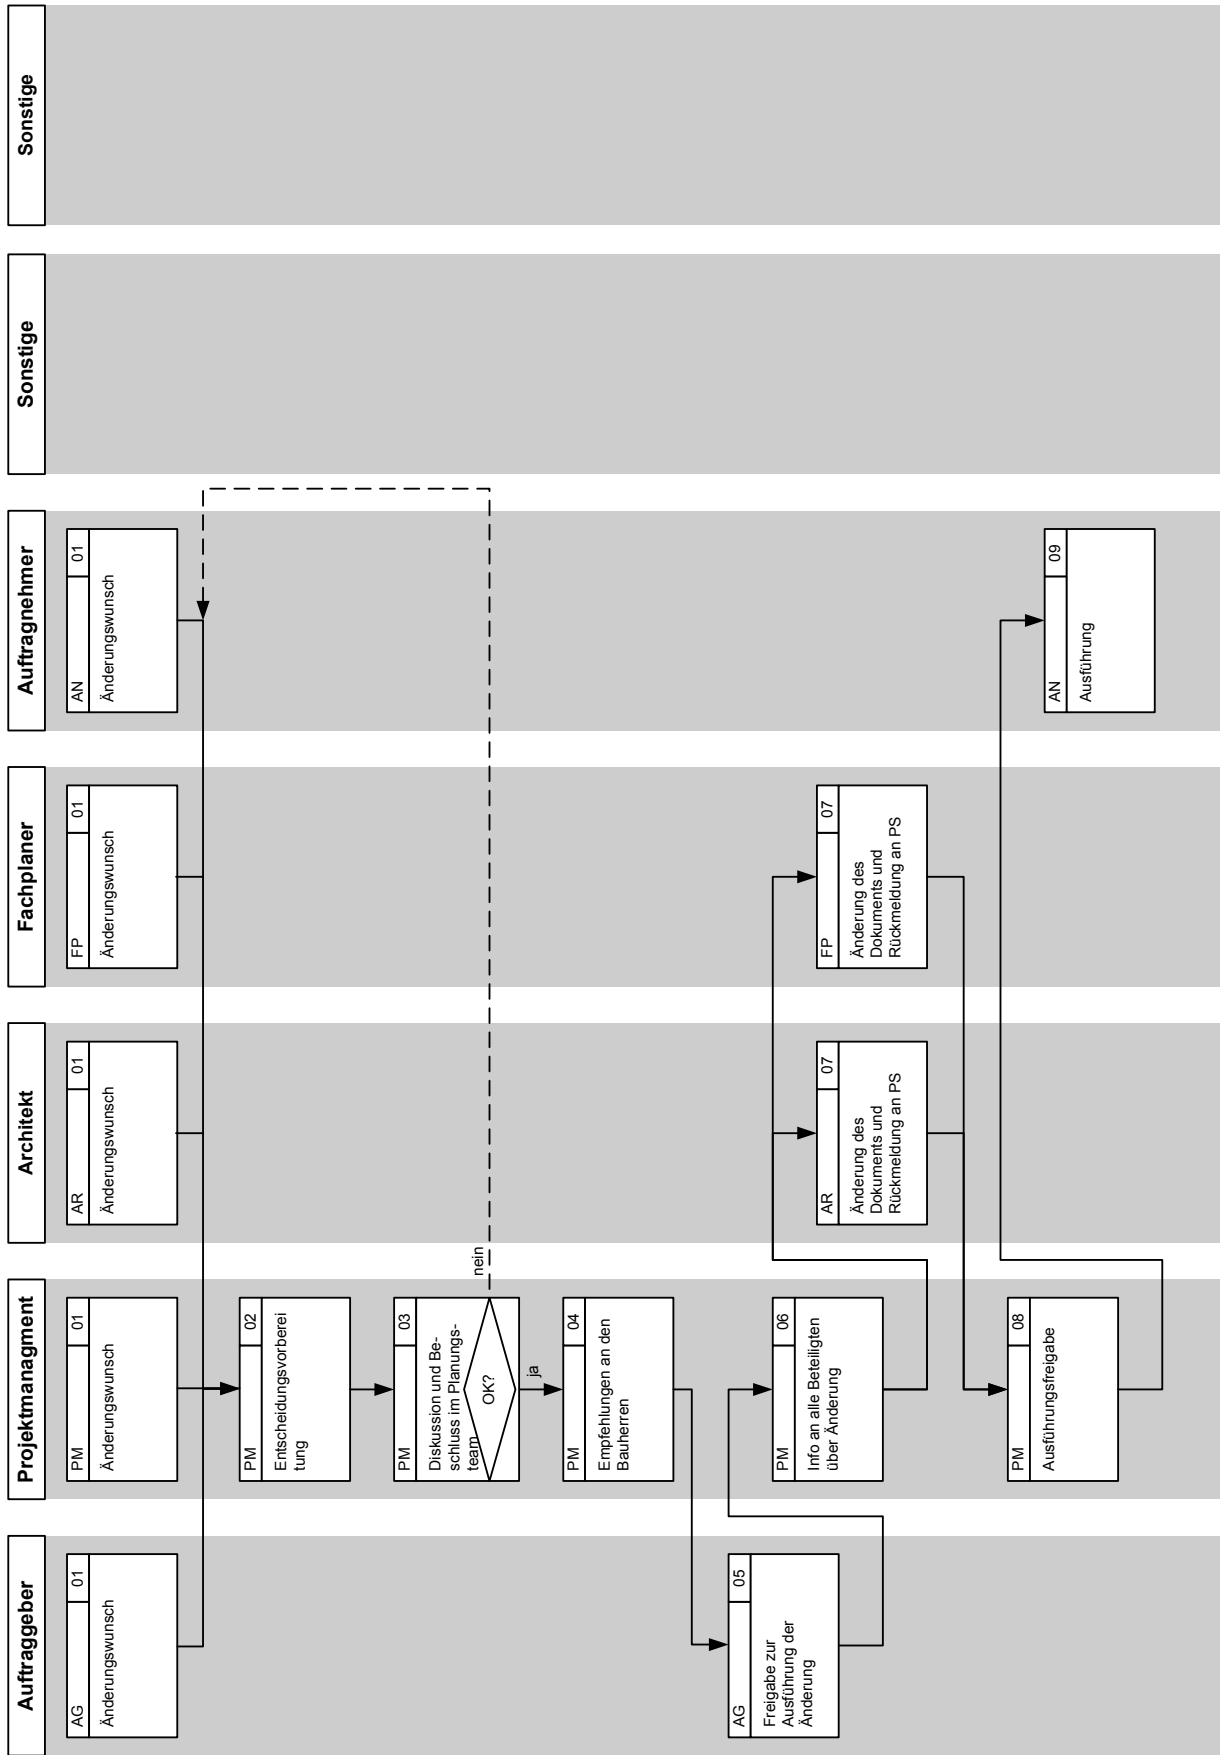 Auftraggeber
Projektmanagment
Architekt
Fachplaner
Auftragnehmer
Sonstige
Sonstige
AG 01
Änderungswunsch
PM 01
Änderungswunsch
AR 01
Änderungswunsch
FP 01
Änderungswunsch
AN 01
Änderungswunsch
PM 02
Entscheidungsvorberei
tung
PM 03
Diskussion und Be-
schluss im Planungs-
team
OK?
nein
ja
PM 04
Empfehlungen an den
Bauherren
AG 05
Freigabe zur
Ausführung der
Änderung
PM 06
Info an alle Beteiligten
über Änderung
AR 07
Änderung des
Dokuments und
Rückmeldung an PS
FP 07
Änderung des
Dokuments und
Rückmeldung an PS
PM 08
Ausführungsfreigabe
AN 09
Ausführung